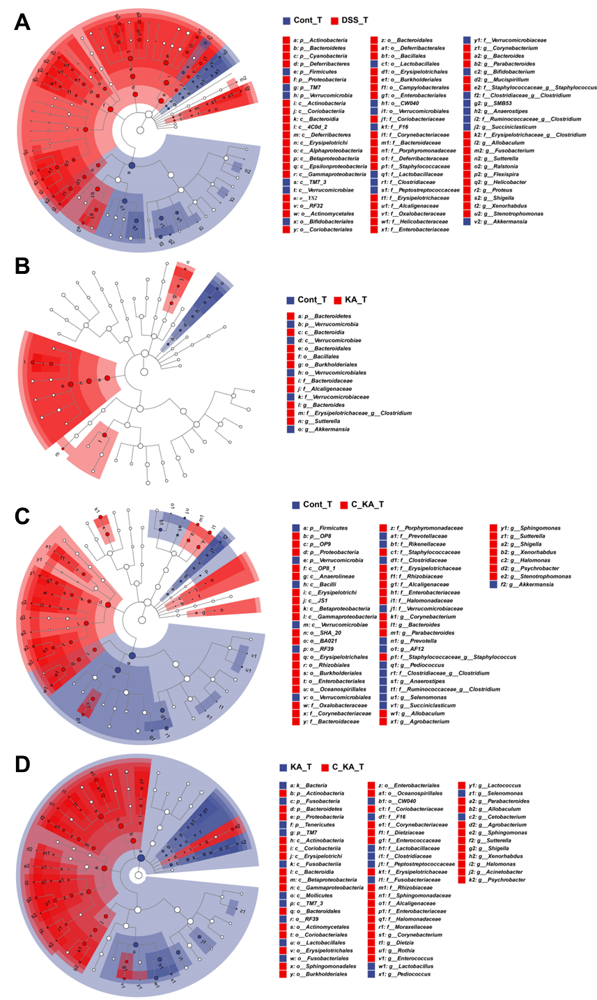 A
Cont_T DSS_T
a: p__Actinobacteria
b: p__Bacteroidetes
c: p__Cyanobacteria
d: p__Deferribacteres
e: p__Firmicutes
f: p__Proteobacteria
g: p__TM7
h: p__Verrucomicrobia
i: c__Actinobacteria
j: c__Coriobacteriia
k: c__Bacteroidia
l: c__4C0d_2
m: c__Deferribacteres
n: c__Erysipelotrichi
o: c__Alphaproteobacteria
p: c__Betaproteobacteria
q: c__Epsilonproteobacteria
r: c__Gammaproteobacteria
s: c__TM7_3
t: c__Verrucomicrobiae
u: o__YS2
v: o__RF32
w: o__Actinomycetales
x: o__Bifidobacteriales
y: o__Coriobacteriales
z: o__Bacteroidales
a1: o__Deferribacterales
b1: o__Bacillales
c1: o__Lactobacillales
d1: o__Erysipelotrichales
e1: o__Burkholderiales
f1: o__Campylobacterales
g1: o__Enterobacteriales
h1: o__CW040
i1: o__Verrucomicrobiales
j1: f__Coriobacteriaceae
k1: f__F16
l1: f__Corynebacteriaceae
m1: f__Bacteroidaceae
n1: f__Porphyromonadaceae
o1: f__Deferribacteraceae
p1: f__Staphylococcaceae
q1: f__Lactobacillaceae
r1: f__Clostridiaceae
s1: f__Peptostreptococcaceae
t1: f__Erysipelotrichaceae
u1: f__Alcaligenaceae
v1: f__Oxalobacteraceae
w1: f__Helicobacteraceae
x1: f__Enterobacteriaceae
y1: f__Verrucomicrobiaceae
z1: g__Corynebacterium
a2: g__Bacteroides
b2: g__Parabacteroides
c2: g__Bifidobacterium
d2: g__Mucispirillum
e2: f__Staphylococcaceae_g__Staphylococcus
f2: f__Clostridiaceae_g__Clostridium
g2: g__SMB53
h2: g__Anaerostipes
i2: f__Ruminococcaceae_g__Clostridium
j2: g__Succiniclasticum
k2: f__Erysipelotrichaceae_g__Clostridium
l2: g__Allobaculum
m2: g__Fusobacterium
n2: g__Sutterella
o2: g__Ralstonia
p2: g__Flexispira
q2: g__Helicobacter
r2: g__Proteus
s2: g__Shigella
t2: g__Xenorhabdus
u2: g__Stenotrophomonas
v2: g__Akkermansia
B
Cont_T KA_T
a: p__Bacteroidetes
b: p__Verrucomicrobia
c: c__Bacteroidia
d: c__Verrucomicrobiae
e: o__Bacteroidales
f: o__Bacillales
g: o__Burkholderiales
h: o__Verrucomicrobiales
i: f__Bacteroidaceae
j: f__Alcaligenaceae
k: f__Verrucomicrobiaceae
l: g__Bacteroides
m: f__Erysipelotrichaceae_g__Clostridium
n: g__Sutterella
o: g__Akkermansia
C
Cont_T C_KA_T
a: p__Firmicutes
b: p__OP8
c: p__OP9
d: p__Proteobacteria
e: p__Verrucomicrobia
f: c__OP8_1
g: c__Anaerolineae
h: c__Bacilli
i: c__Erysipelotrichi
j: c__JS1
k: c__Betaproteobacteria
l: c__Gammaproteobacteria
m: c__Verrucomicrobiae
n: o__SHA_20
o: o__BA021
p: o__RF39
q: o__Erysipelotrichales
r: o__Rhizobiales
s: o__Burkholderiales
t: o__Enterobacteriales
u: o__Oceanospirillales
v: o__Verrucomicrobiales
w: f__Oxalobacteraceae
x: f__Corynebacteriaceae
y: f__Bacteroidaceae
z: f__Porphyromonadaceae
a1: f__Prevotellaceae
b1: f__Rikenellaceae
c1: f__Staphylococcaceae
d1: f__Clostridiaceae
e1: f__Erysipelotrichaceae
f1: f__Rhizobiaceae
g1: f__Alcaligenaceae
h1: f__Enterobacteriaceae
i1: f__Halomonadaceae
j1: f__Verrucomicrobiaceae
k1: g__Corynebacterium
l1: g__Bacteroides
m1: g__Parabacteroides
n1: g__Prevotella
o1: g__AF12
p1: f__Staphylococcaceae_g__Staphylococcus
q1: g__Pediococcus
r1: f__Clostridiaceae_g__Clostridium
s1: g__Anaerostipes
t1: f__Ruminococcaceae_g__Clostridium
u1: g__Selenomonas
v1: g__Succiniclasticum
w1: g__Allobaculum
x1: g__Agrobacterium
y1: g__Sphingomonas
z1: g__Sutterella
a2: g__Shigella
b2: g__Xenorhabdus
c2: g__Halomonas
d2: g__Psychrobacter
e2: g__Stenotrophomonas
f2: g__Akkermansia
D
KA_T C_KA_T
a: k__Bacteria
b: p__Actinobacteria
c: p__Fusobacteria
d: p__Bacteroidetes
e: p__Proteobacteria
f: p__Tenericutes
g: p__TM7
h: c__Actinobacteria
i: c__Coriobacteriia
j: c__Erysipelotrichi
k: c__Fusobacteriia
l: c__Bacteroidia
m: c__Betaproteobacteria
n: c__Gammaproteobacteria
o: c__Mollicutes
p: c__TM7_3
q: o__Bacteroidales
r: o__RF39
s: o__Actinomycetales
t: o__Coriobacteriales
u: o__Lactobacillales
v: o__Erysipelotrichales
w: o__Fusobacteriales
x: o__Sphingomonadales
y: o__Burkholderiales
z: o__Enterobacteriales
a1: o__Oceanospirillales
b1: o__CW040
c1: f__Coriobacteriaceae
d1: f__F16
e1: f__Corynebacteriaceae
f1: f__Dietziaceae
g1: f__Enterococcaceae
h1: f__Lactobacillaceae
i1: f__Clostridiaceae
j1: f__Peptostreptococcaceae
k1: f__Erysipelotrichaceae
l1: f__Fusobacteriaceae
m1: f__Rhizobiaceae
n1: f__Sphingomonadaceae
o1: f__Alcaligenaceae
p1: f__Enterobacteriaceae
q1: f__Halomonadaceae
r1: f__Moraxellaceae
s1: g__Corynebacterium
t1: g__Dietzia
u1: g__Rothia
v1: g__Enterococcus
w1: g__Lactobacillus
x1: g__Pediococcus
y1: g__Lactococcus
z1: g__Selenomonas
a2: g__Parabacteroides
b2: g__Allobaculum
c2: g__Cetobacterium
d2: g__Agrobacterium
e2: g__Sphingomonas
f2: g__Sutterella
g2: g__Shigella
h2: g__Xenorhabdus
i2: g__Halomonas
j2: g__Acinetobacter
k2: g__Psychrobacter